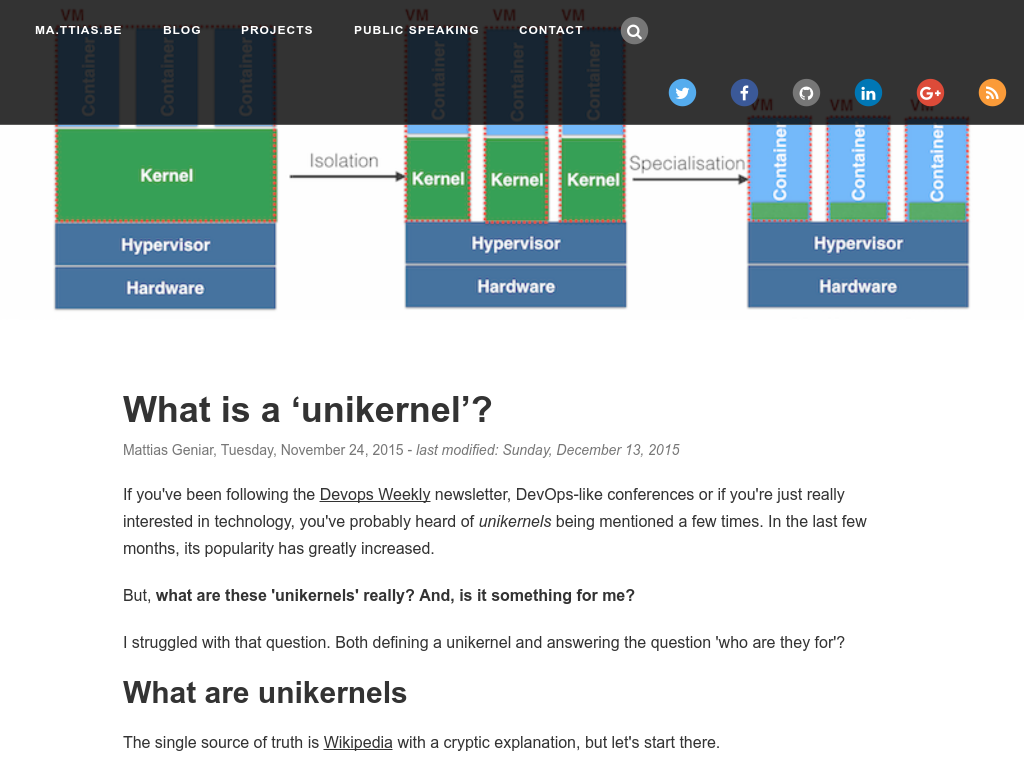 MA.TTIAS.BE BLOG PROJECTS PUBLIC SPEAKING CONTACT
VM VM VM VM
Container Container Container Container Container Container
VM VM VM
Container Container Container
Kernel
Isolation
Kernel Kernel Kernel
Specialisation
Hypervisor Hypervisor Hypervisor
Hardware Hardware Hardware
What is a ‘unikernel’?
Mattias Geniar, Tuesday, November 24, 2015 - last modified: Sunday, December 13, 2015
If you've been following the Devops Weekly newsletter, DevOps-like conferences or if you're just really
interested in technology, you've probably heard of unikernels being mentioned a few times. In the last few
months, its popularity has greatly increased.
But, what are these 'unikernels' really? And, is it something for me?
I struggled with that question. Both defining a unikernel and answering the question 'who are they for'?
What are unikernels
The single source of truth is Wikipedia with a cryptic explanation, but let's start there.